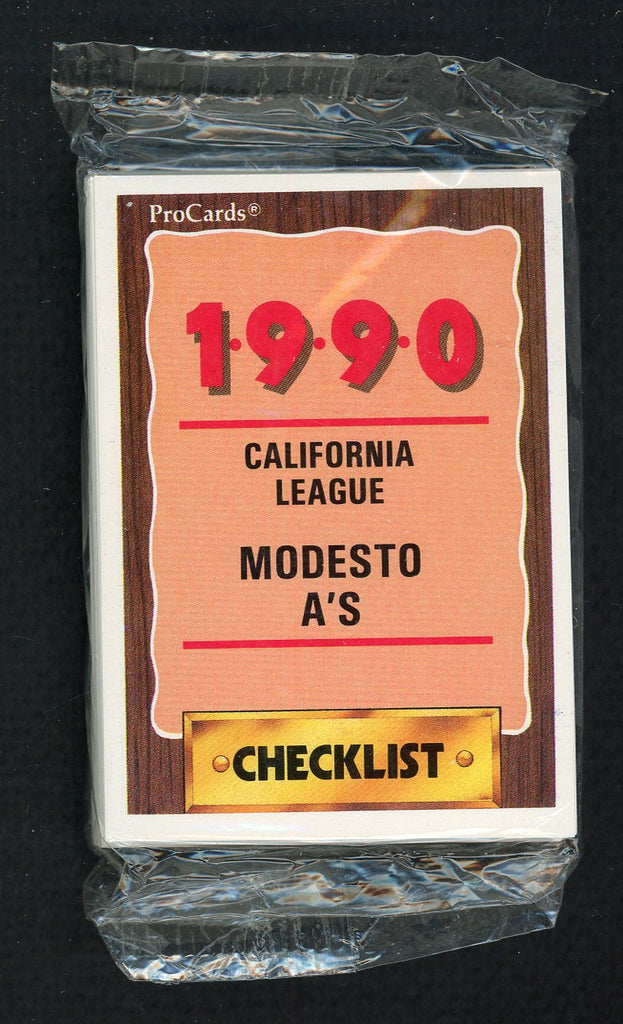 ProCards®
1·9·9·0
CALIFORNIA
LEAGUE
MODESTO
A'S
CHECKLIST